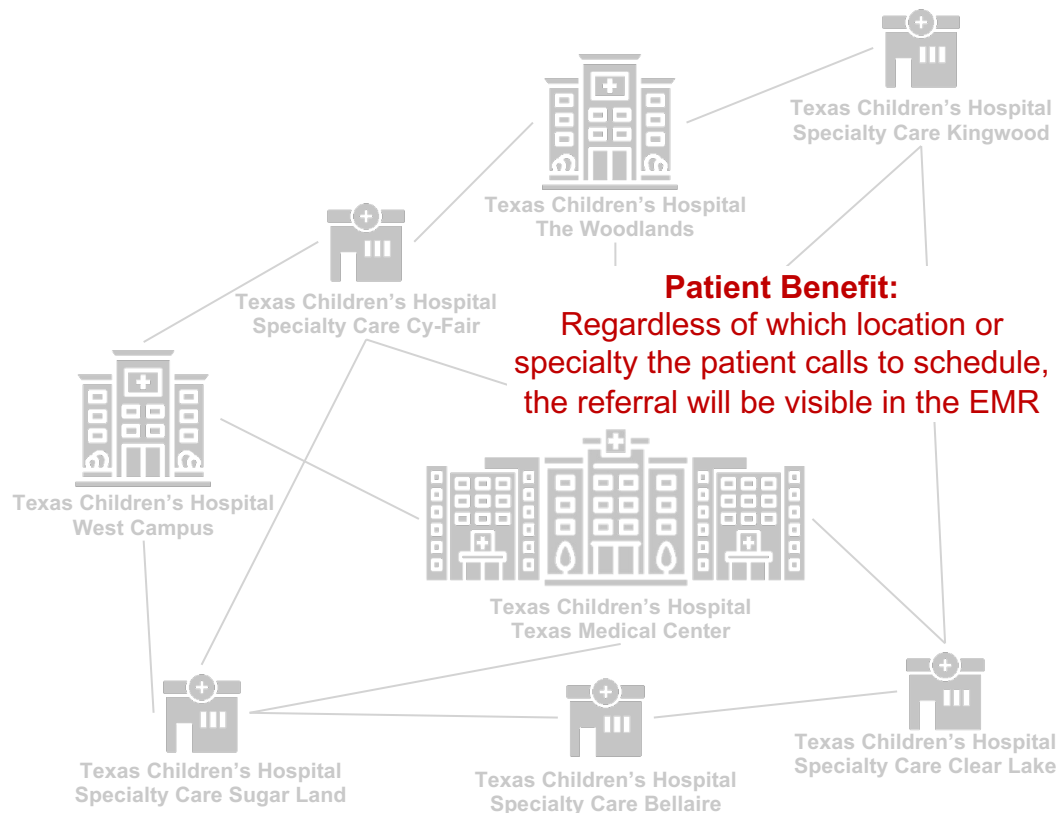 Texas Children's Hospital
Specialty Care Kingwood
Texas Children's Hospital
The Woodlands
Texas Children's Hospital
Specialty Care Cy-Fair
Patient Benefit:
Regardless of which location or
specialty the patient calls to schedule,
the referral will be visible in the EMR
Texas Children's Hospital
West Campus
Texas Children's Hospital
Texas Medical Center
Texas Children's Hospital
Specialty Care Sugar Land
Texas Children's Hospital
Specialty Care Bellaire
Texas Children's Hospital
Specialty Care Clear Lake